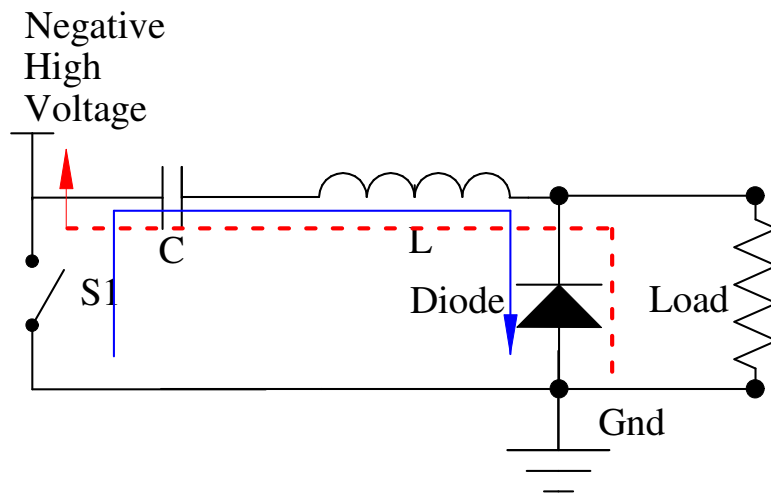 Negative
High
Voltage
C
L
S1
Diode
Load
Gnd